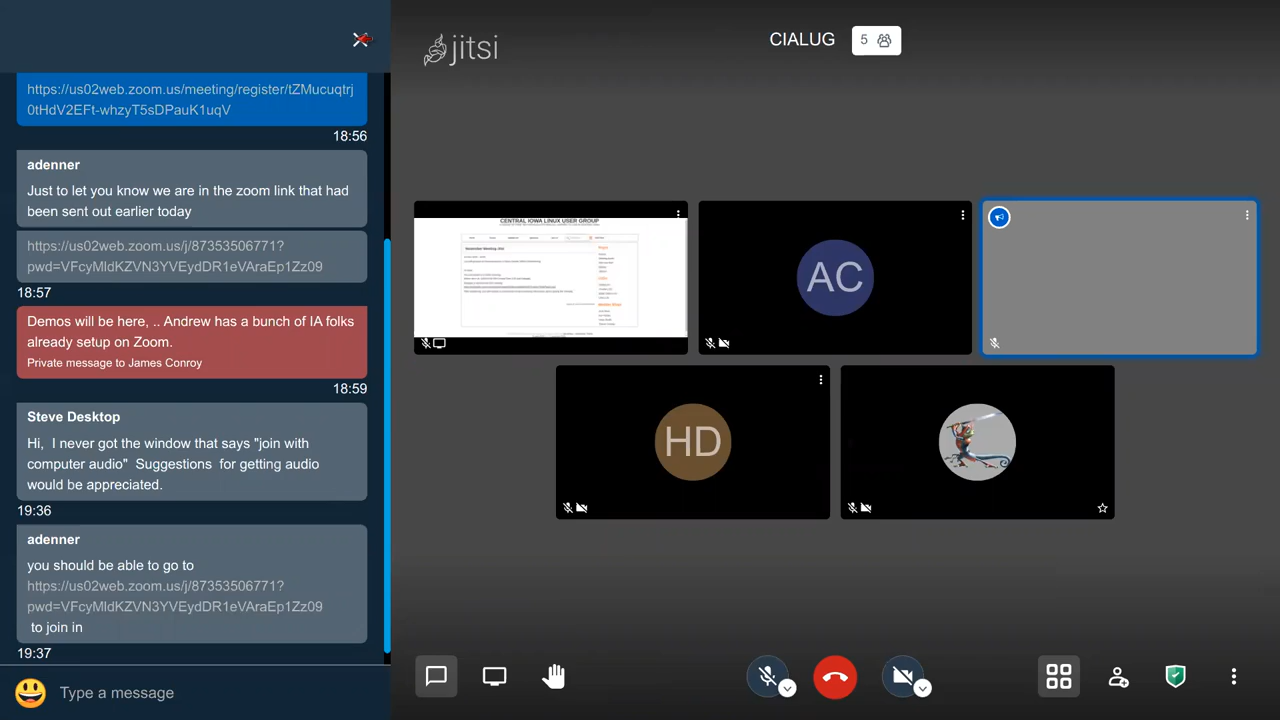 https://us02web.zoom.us/meeting/register/tZMucuqtrj
0tHdV2EFt-whzyT5sDPauK1uqV
18:56
adenner
Just to let you know we are in the zoom link that had
been sent out earlier today
https://us02web.zoom.us/j/87353506771?
pwd=VFcyMldKZVN3YVEydDR1eVAraEp1Zz09
18:57
Demos will be here, .. Andrew has a bunch of IA folks
already setup on Zoom.
Private message to James Conroy
18:59
Steve Desktop
Hi, I never got the window that says "join with
computer audio" Suggestions for getting audio
would be appreciated.
19:36
adenner
you should be able to go to
https://us02web.zoom.us/j/87353506771?
pwd=VFcyMldKZVN3YVEydDR1eVAraEp1Zz09
to join in
19:37
Type a message
jitsi
CIALUG
5
CENTRAL IOWA LINUX USER GROUP
AC
HD